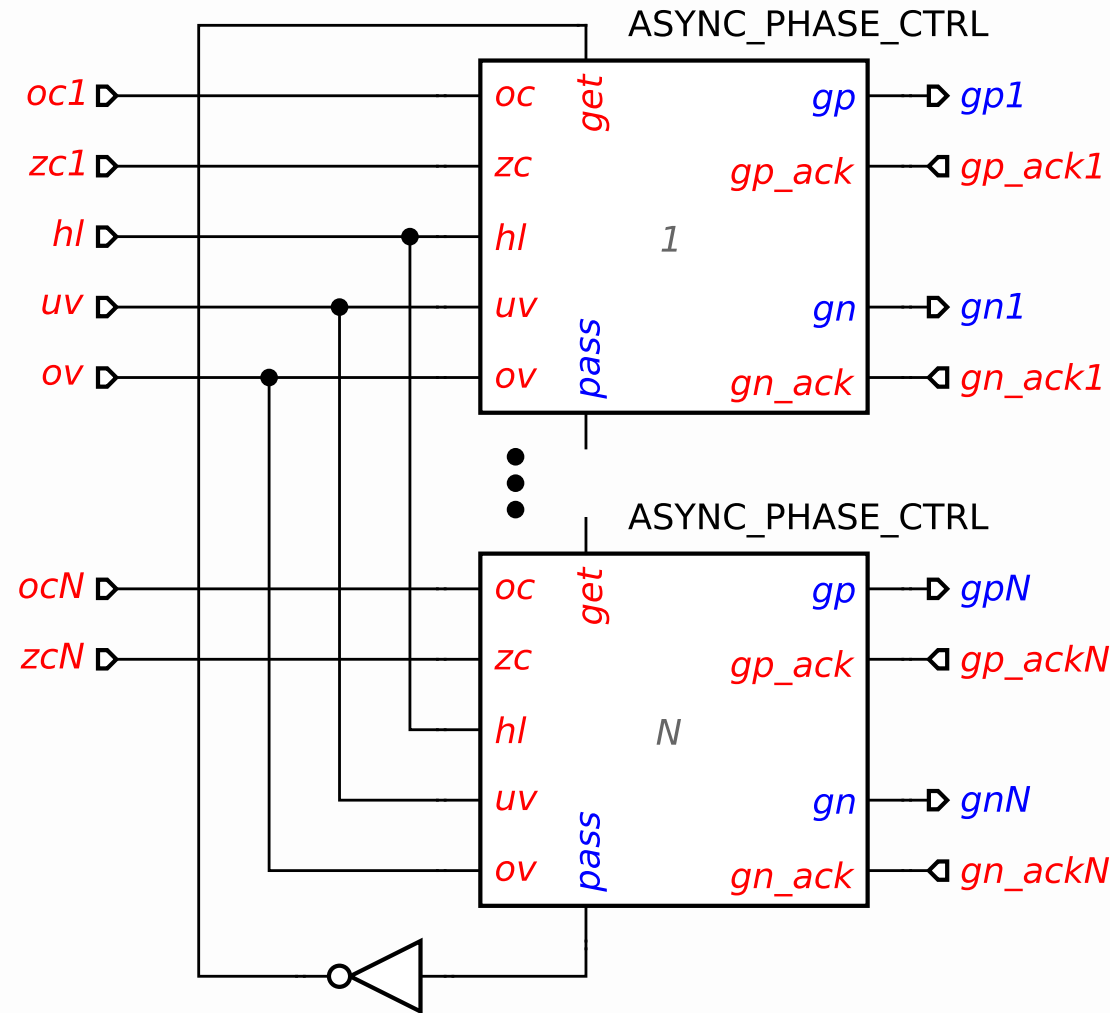 ASYNC_PHASE_CTRL
oc1 oc get gp gp1
zc1 zc gp_ack gp_ack1
hl hl 1
uv uv gn gn1
ov ov pass gn_ack gn_ack1
ASYNC_PHASE_CTRL
ocN oc get gp gpN
zcN zc gp_ack gp_ackN
hl N
uv gn gnN
ov pass gn_ack gn_ackN